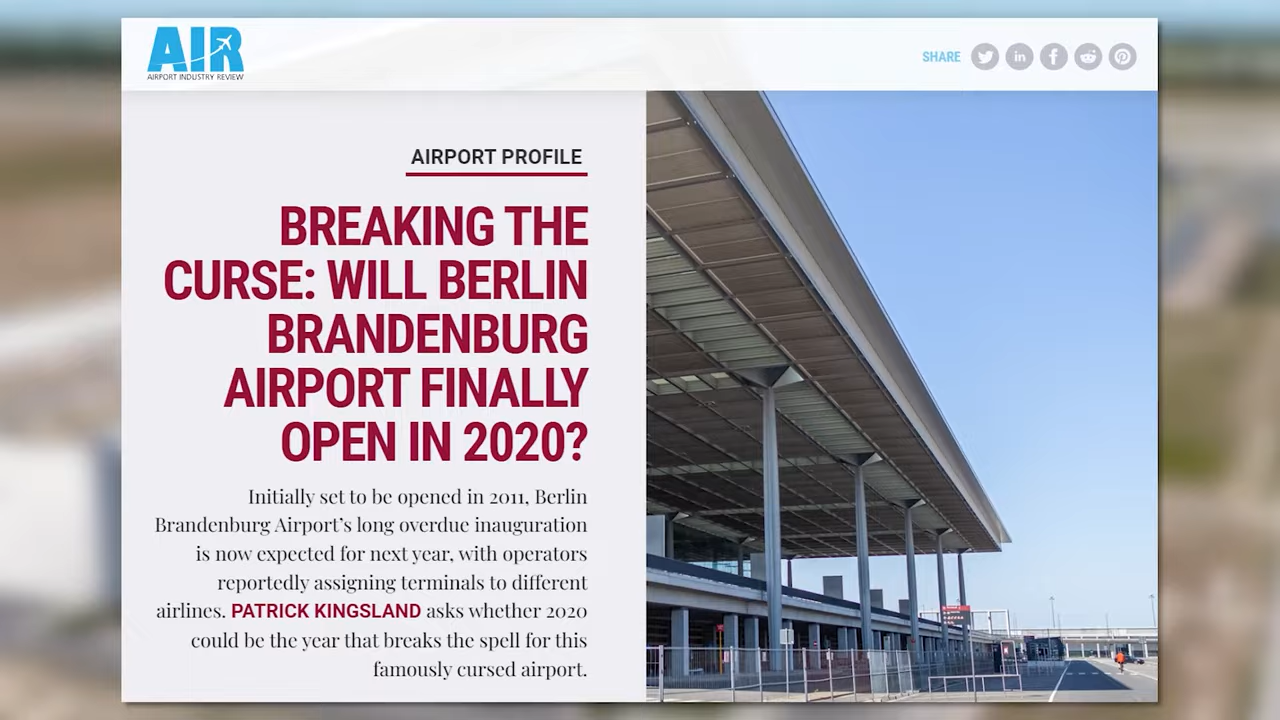 AIR
AIRPORT INDUSTRY REVIEW
SHARE
AIRPORT PROFILE
BREAKING THE
CURSE: WILL BERLIN
BRANDENBURG
AIRPORT FINALLY
OPEN IN 2020?
Initially set to be opened in 2011, Berlin
Brandenburg Airport’s long overdue inauguration
is now expected for next year, with operators
reportedly assigning terminals to different
airlines. PATRICK KINGSLAND asks whether 2020
could be the year that breaks the spell for this
famously cursed airport.